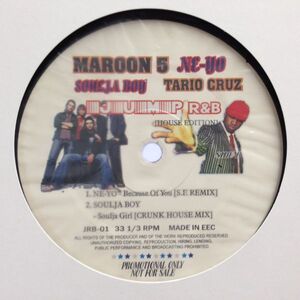 MAROON 5 NE-YO
SOULJA BOY TARIO CRUZ
JUMP R&B
[HOUSE EDITION]
1. NE-YO - Because Of You [S.F. REMIX]
2. SOULJA BOY
- Soulja Girl [CRUNK HOUSE MIX]
JRB-01 33 1/3 RPM MADE IN EEC
ALL RIGHTS OF THE PRODUCER AND OF THE WORK REPRODUCED RESERVED
UNAUTHORIZED COPYING, REPRODUCTION, HIRING, LENDING,
PUBLIC PERFORMANCE AND BROADCASTING PROHIBITED
PROMOTIONAL ONLY
NOT FOR SALE